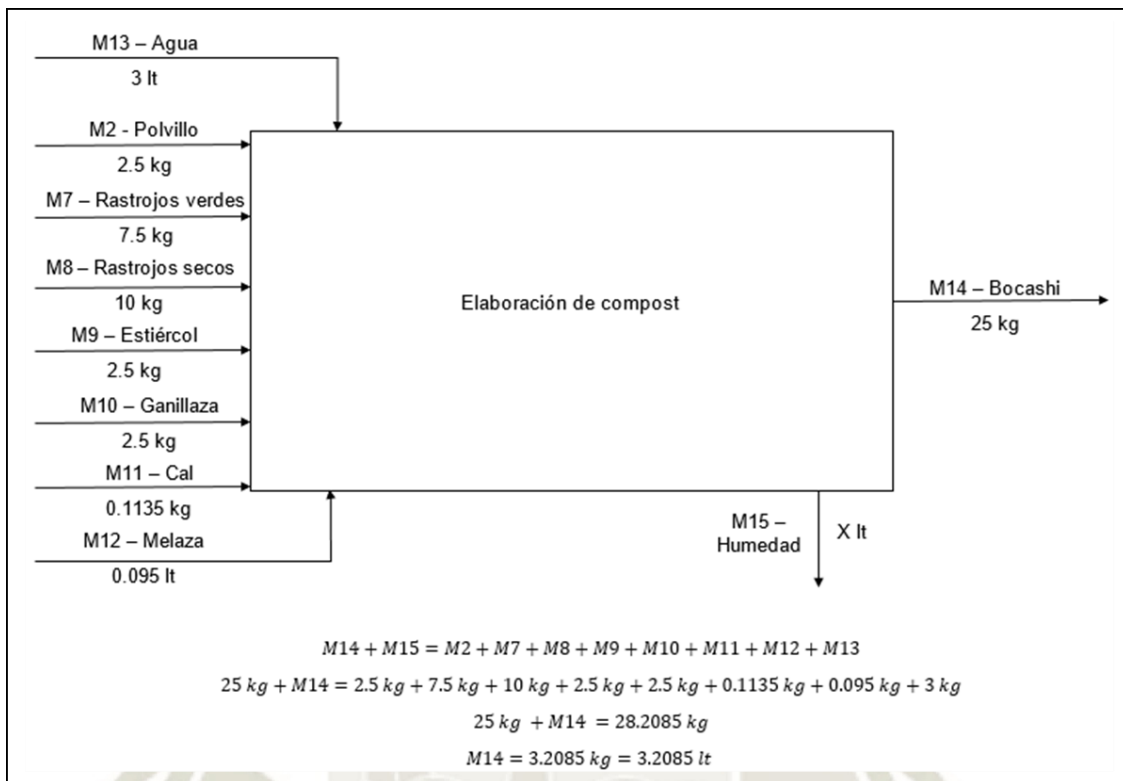 M13 – Agua
3 lt
M2 - Polvillo
2.5 kg
M7 – Rastrojos verdes
7.5 kg
M8 – Rastrojos secos
10 kg
M9 – Estiércol
2.5 kg
M10 – Ganillaza
2.5 kg
M11 – Cal
0.1135 kg
M12 – Melaza
0.095 lt
Elaboración de compost
M14 – Bocashi
25 kg
M15 –
Humedad
X lt
M14 + M15 = M2 + M7 + M8 + M9 + M10 + M11 + M12 + M13
25 kg + M14 = 2.5 kg + 7.5 kg + 10 kg + 2.5 kg + 2.5 kg + 0.1135 kg + 0.095 kg + 3 kg
25 kg + M14 = 28.2085 kg
M14 = 3.2085 kg = 3.2085 lt